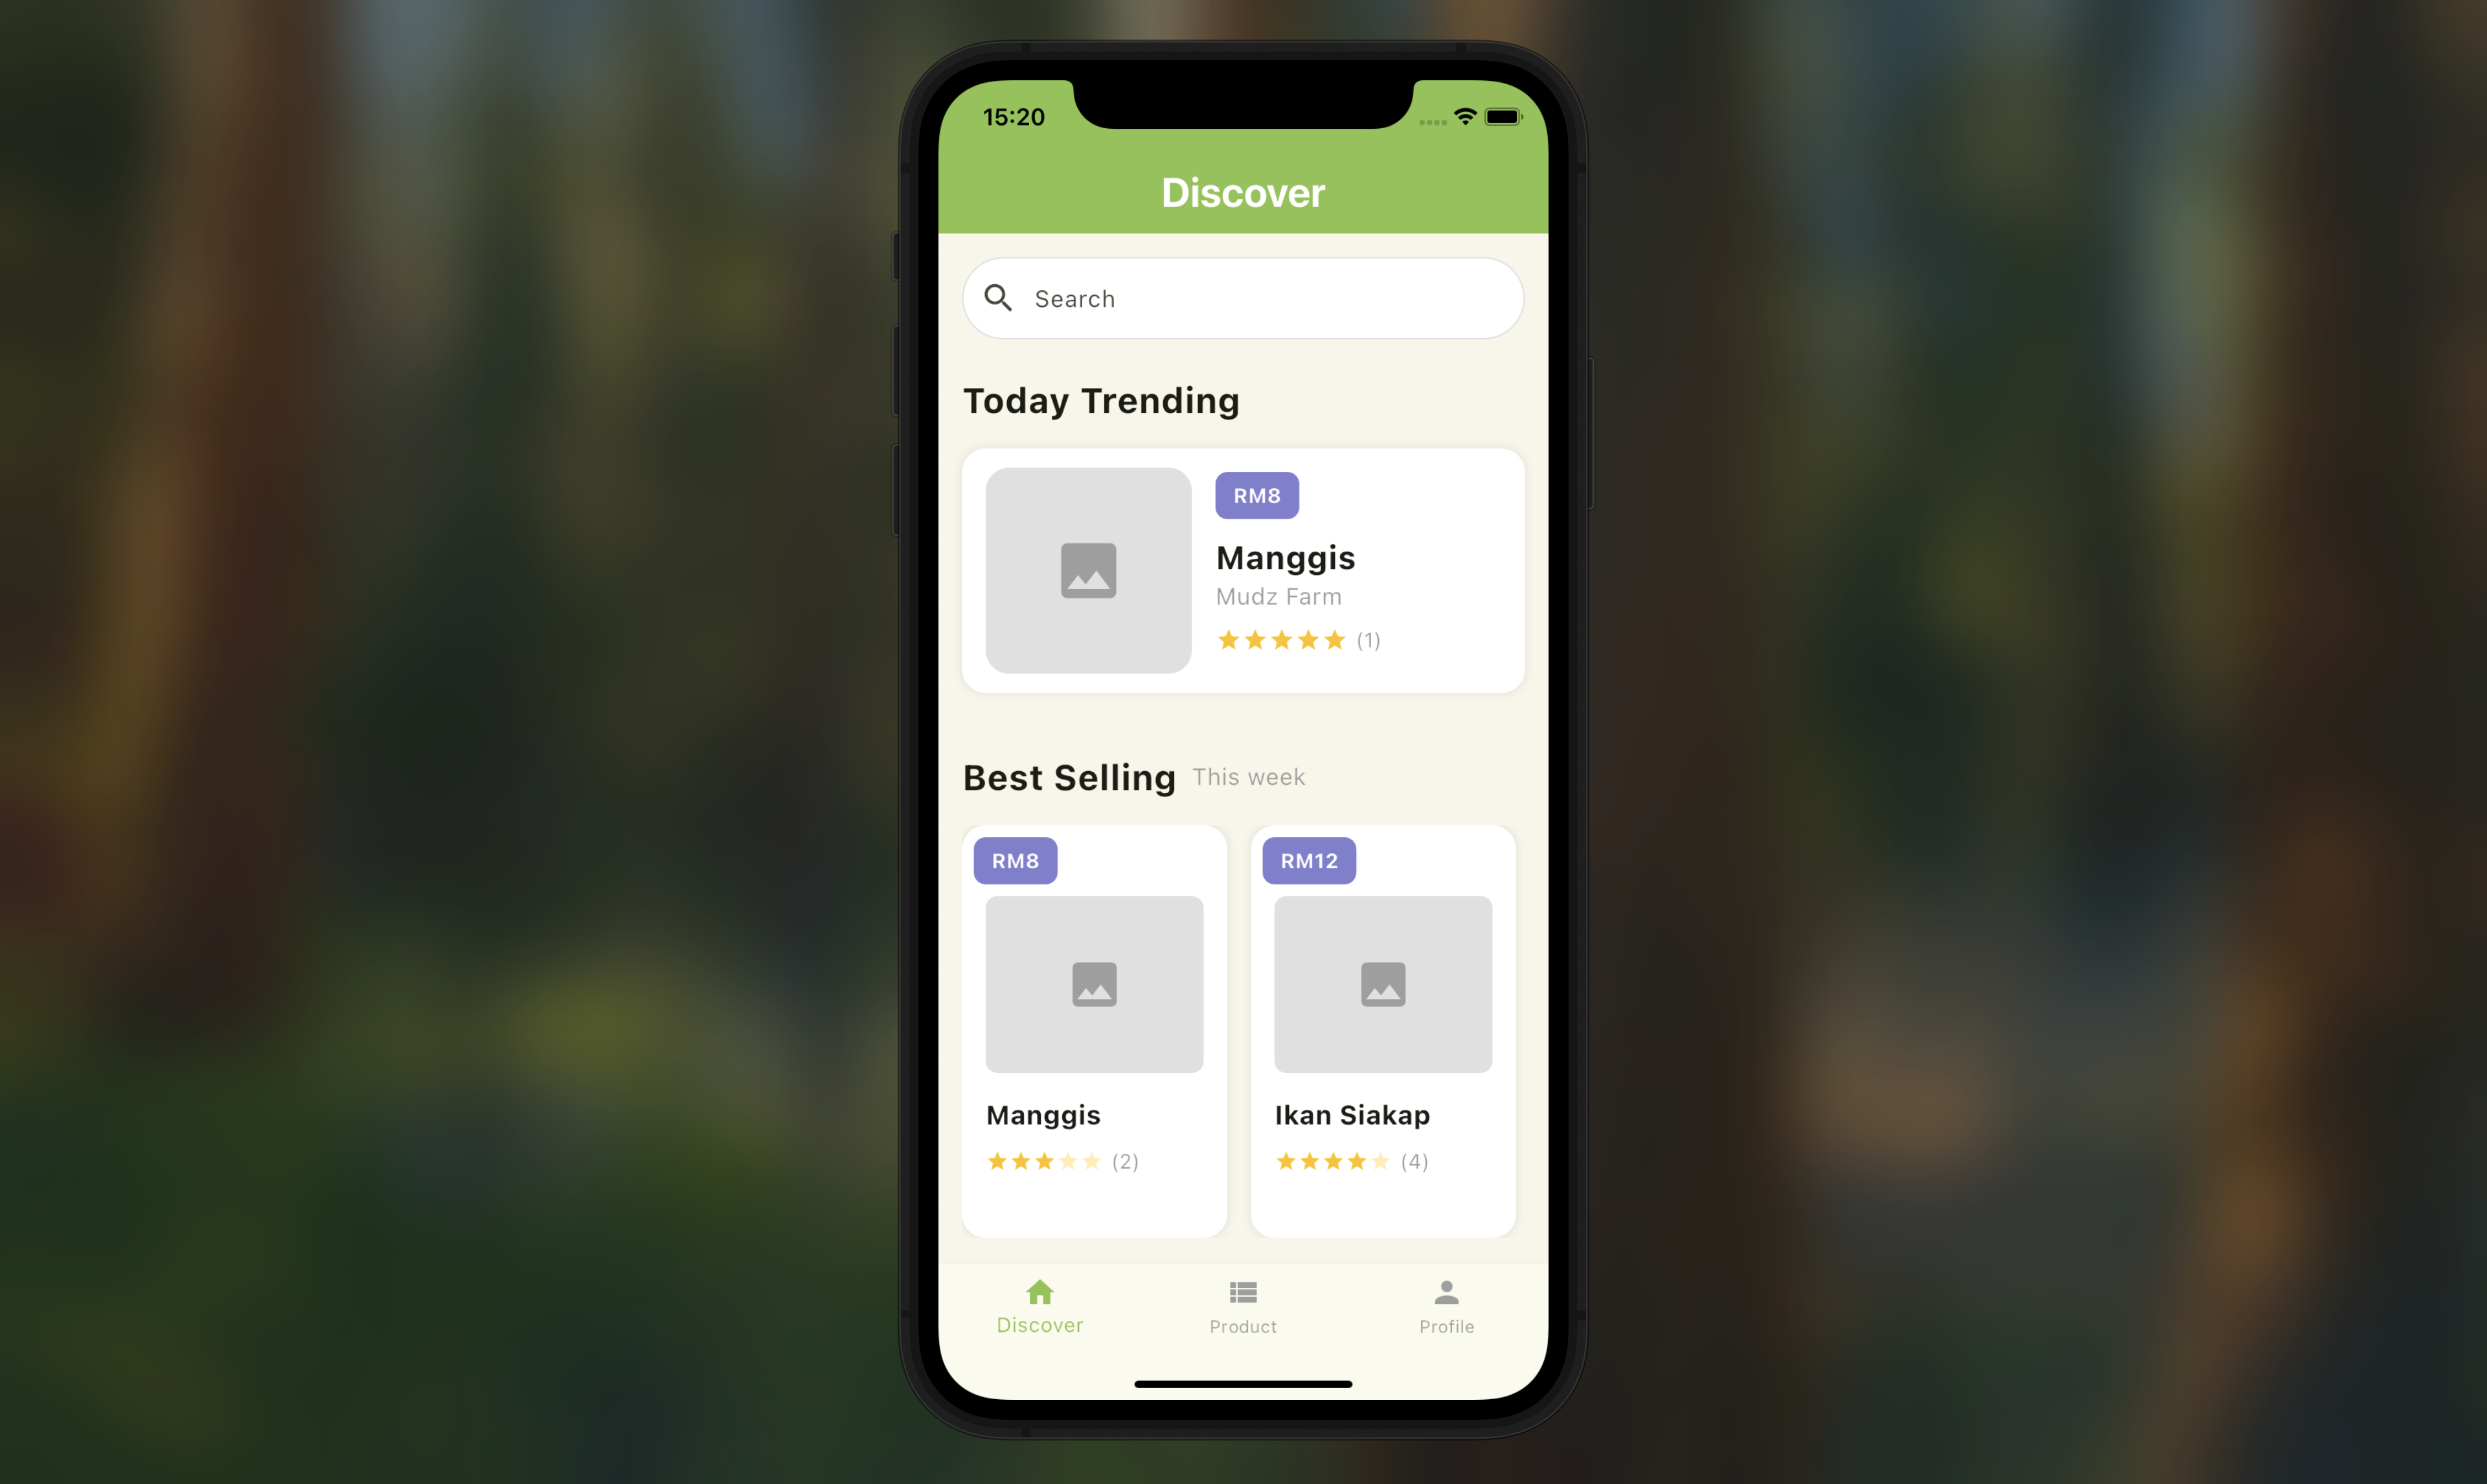 15:20
Discover
Search
Today Trending
RM8
Manggis
Mudz Farm
(1)
Best Selling This week
RM8
Manggis
(2)
RM12
Ikan Siakap
(4)
Discover
Product
Profile